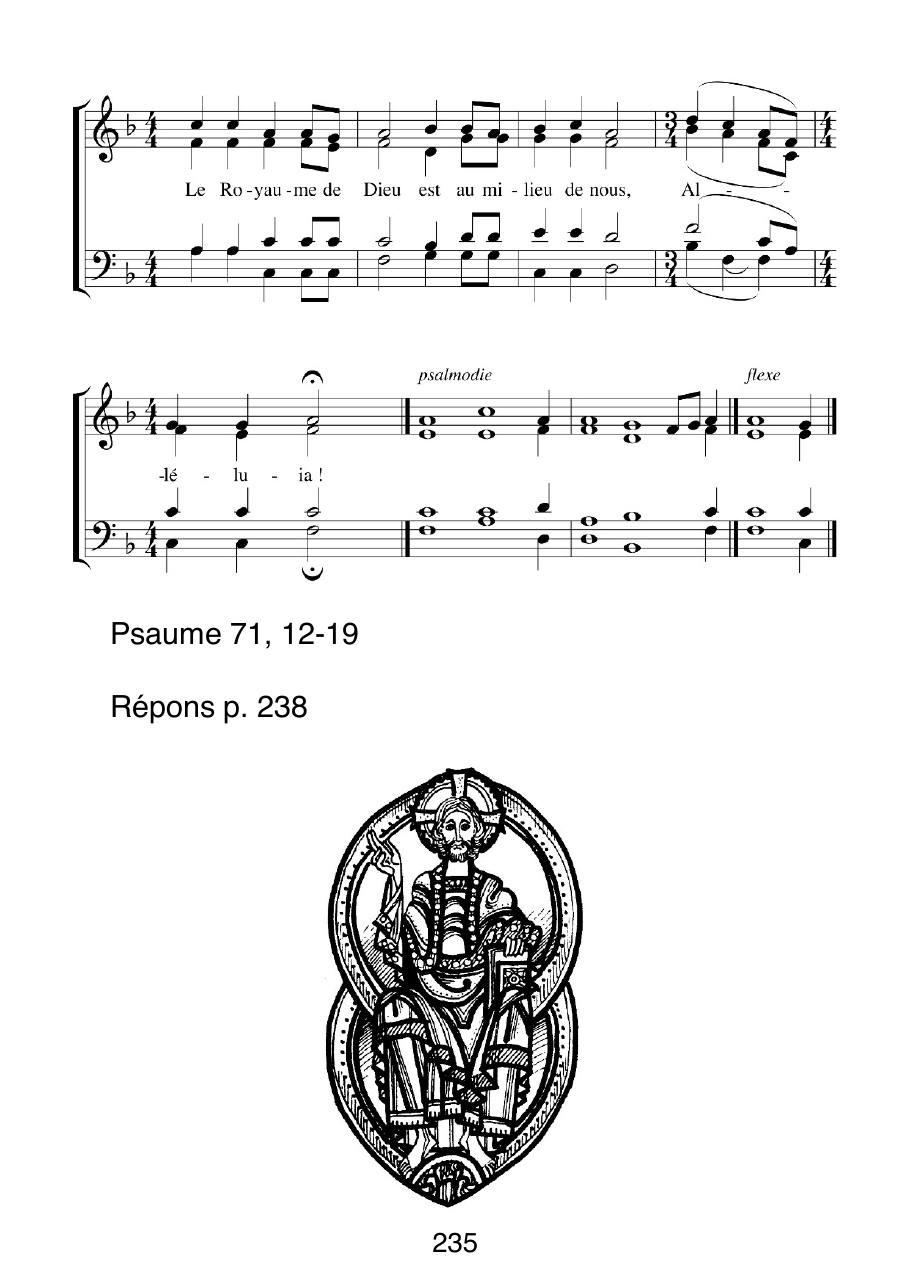 Le Ro-yau-me de Dieu est au mi-lieu de nous, Al - -
psalmodie flexe
-lé - lu - ia !
Psaume 71, 12-19
Répons p. 238
235